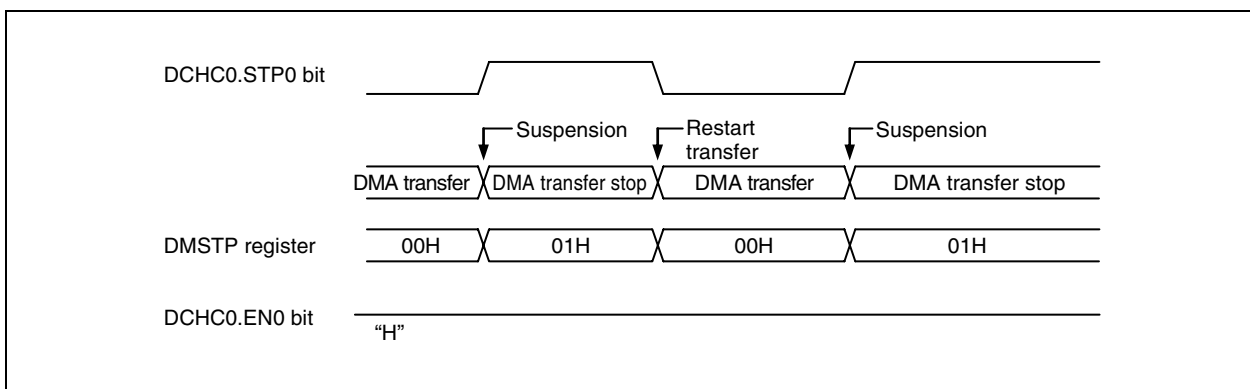 DCHC0.STP0 bit
Suspension
Restart
transfer
Suspension
DMA transfer
DMA transfer stop
DMA transfer
DMA transfer stop
DMSTP register
00H
01H
00H
01H
DCHC0.EN0 bit
“H”